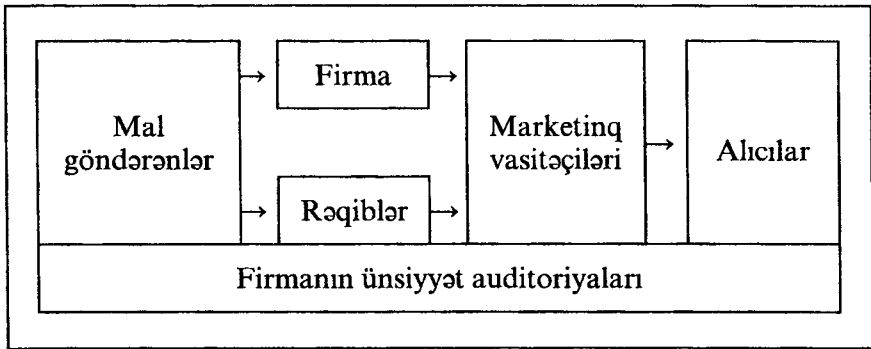 Mal
göndərənlər
Firma
Rəqiblər
Marketinq
vasitəçiləri
Alıcılar
Firmanın ünsiyyət auditoriyaları